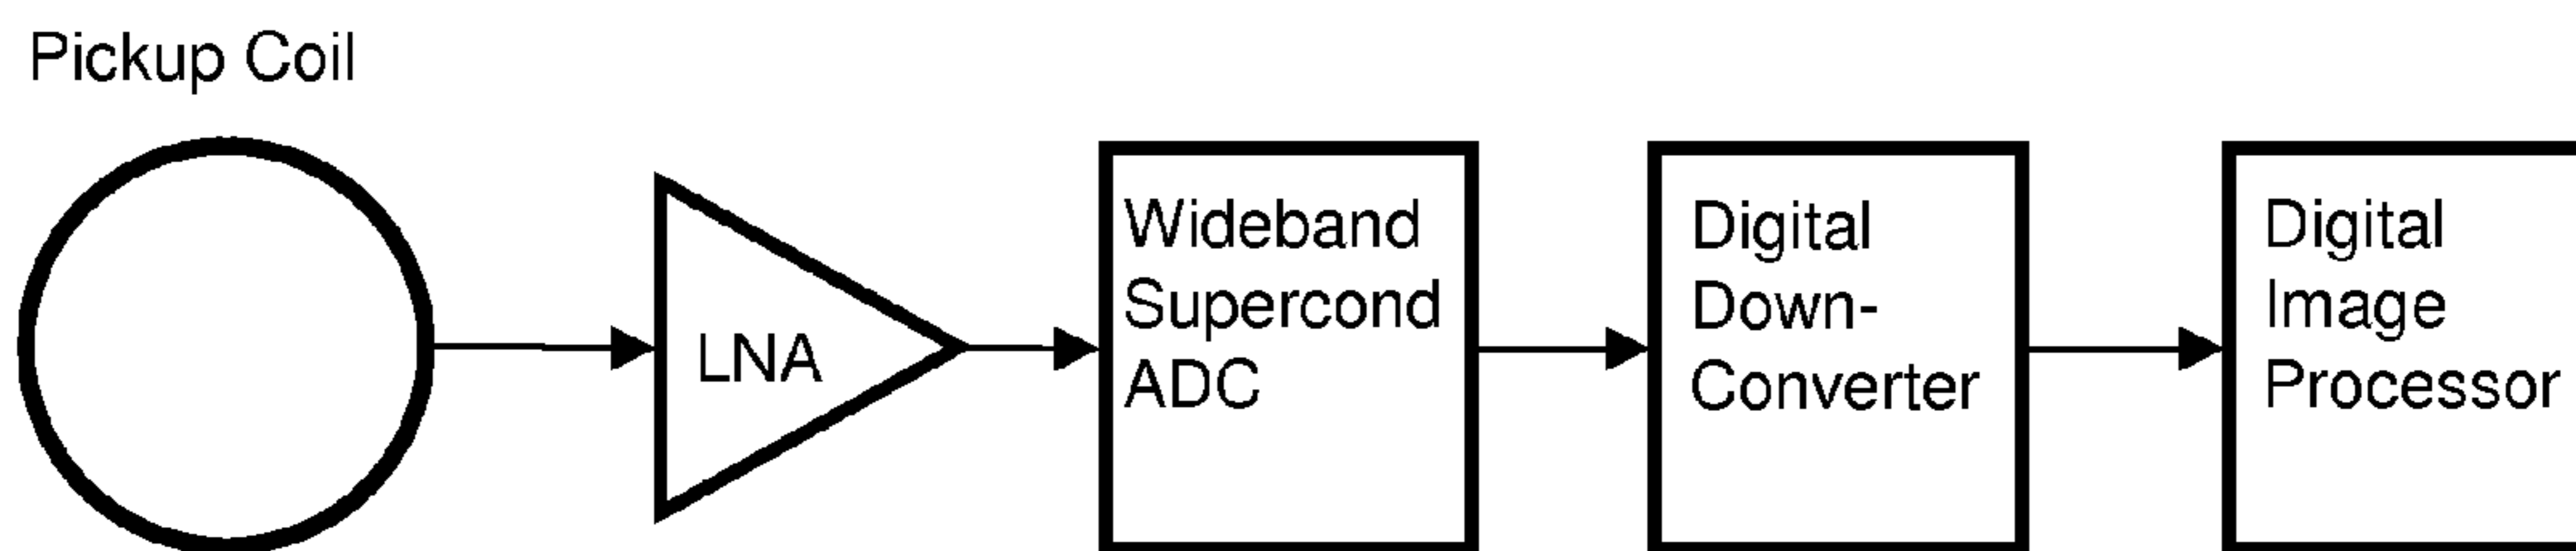 Pickup Coil
LNA
Wideband
Supercond
ADC
Digital
Down-
Converter
Digital
Image
Processor